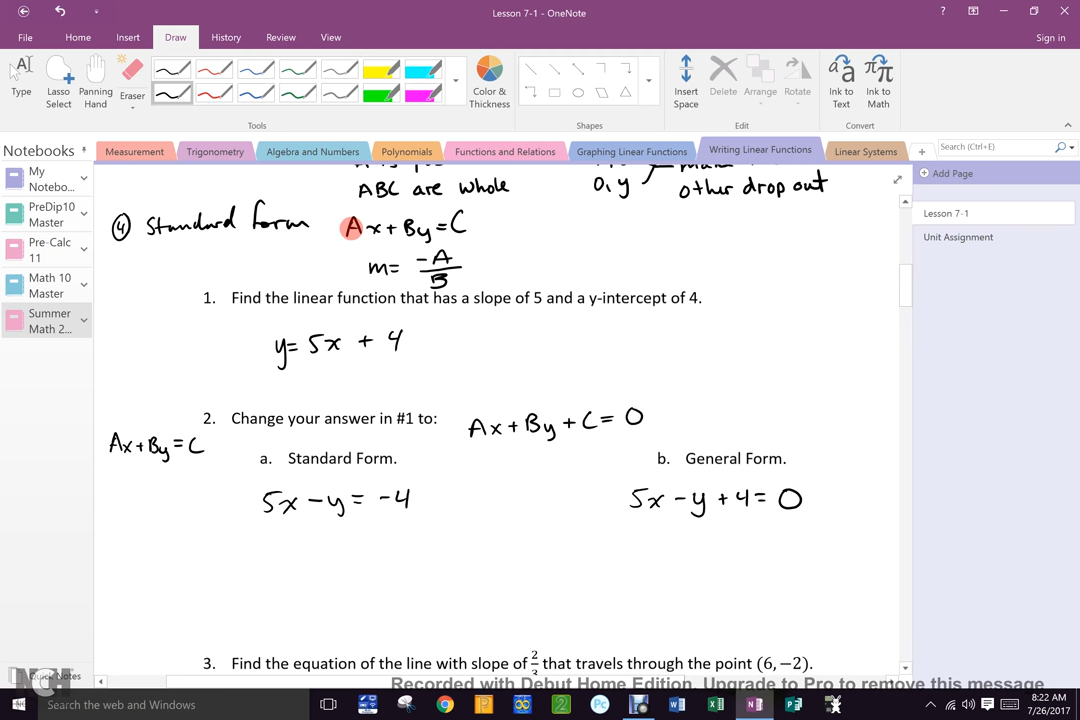 Lesson 7-1 - OneNote
? Sign in
File Home Insert Draw History Review View
Type Lasso Select Panning Hand Eraser Color & Thickness Insert Space Delete Arrange Rotate Ink to Text Ink to Math
Tools Shapes Edit Convert
Notebooks Measurement Trigonometry Algebra and Numbers Polynomials Functions and Relations Graphing Linear Functions Writing Linear Functions Linear Systems + Search (Ctrl+E)
My Notebo...
PreDip10 Master
Pre-Calc 11
Math 10 Master
Summer Math 2...
Quick Notes
Add Page
Lesson 7-1
Unit Assignment
ABC are whole 0, y other drop out
④ Standard form Ax + By = C
m = -A/B
1. Find the linear function that has a slope of 5 and a y-intercept of 4.
y = 5x + 4
2. Change your answer in #1 to: Ax + By + C = 0
Ax + By = C
a. Standard Form. b. General Form.
5x - y = -4 5x - y + 4 = 0
3. Find the equation of the line with slope of 2/3 that travels through the point (6, −2).
Recorded with Debut Home Edition. Upgrade to Pro to remove this message
NCH
Search the web and Windows
8:22 AM
7/26/2017